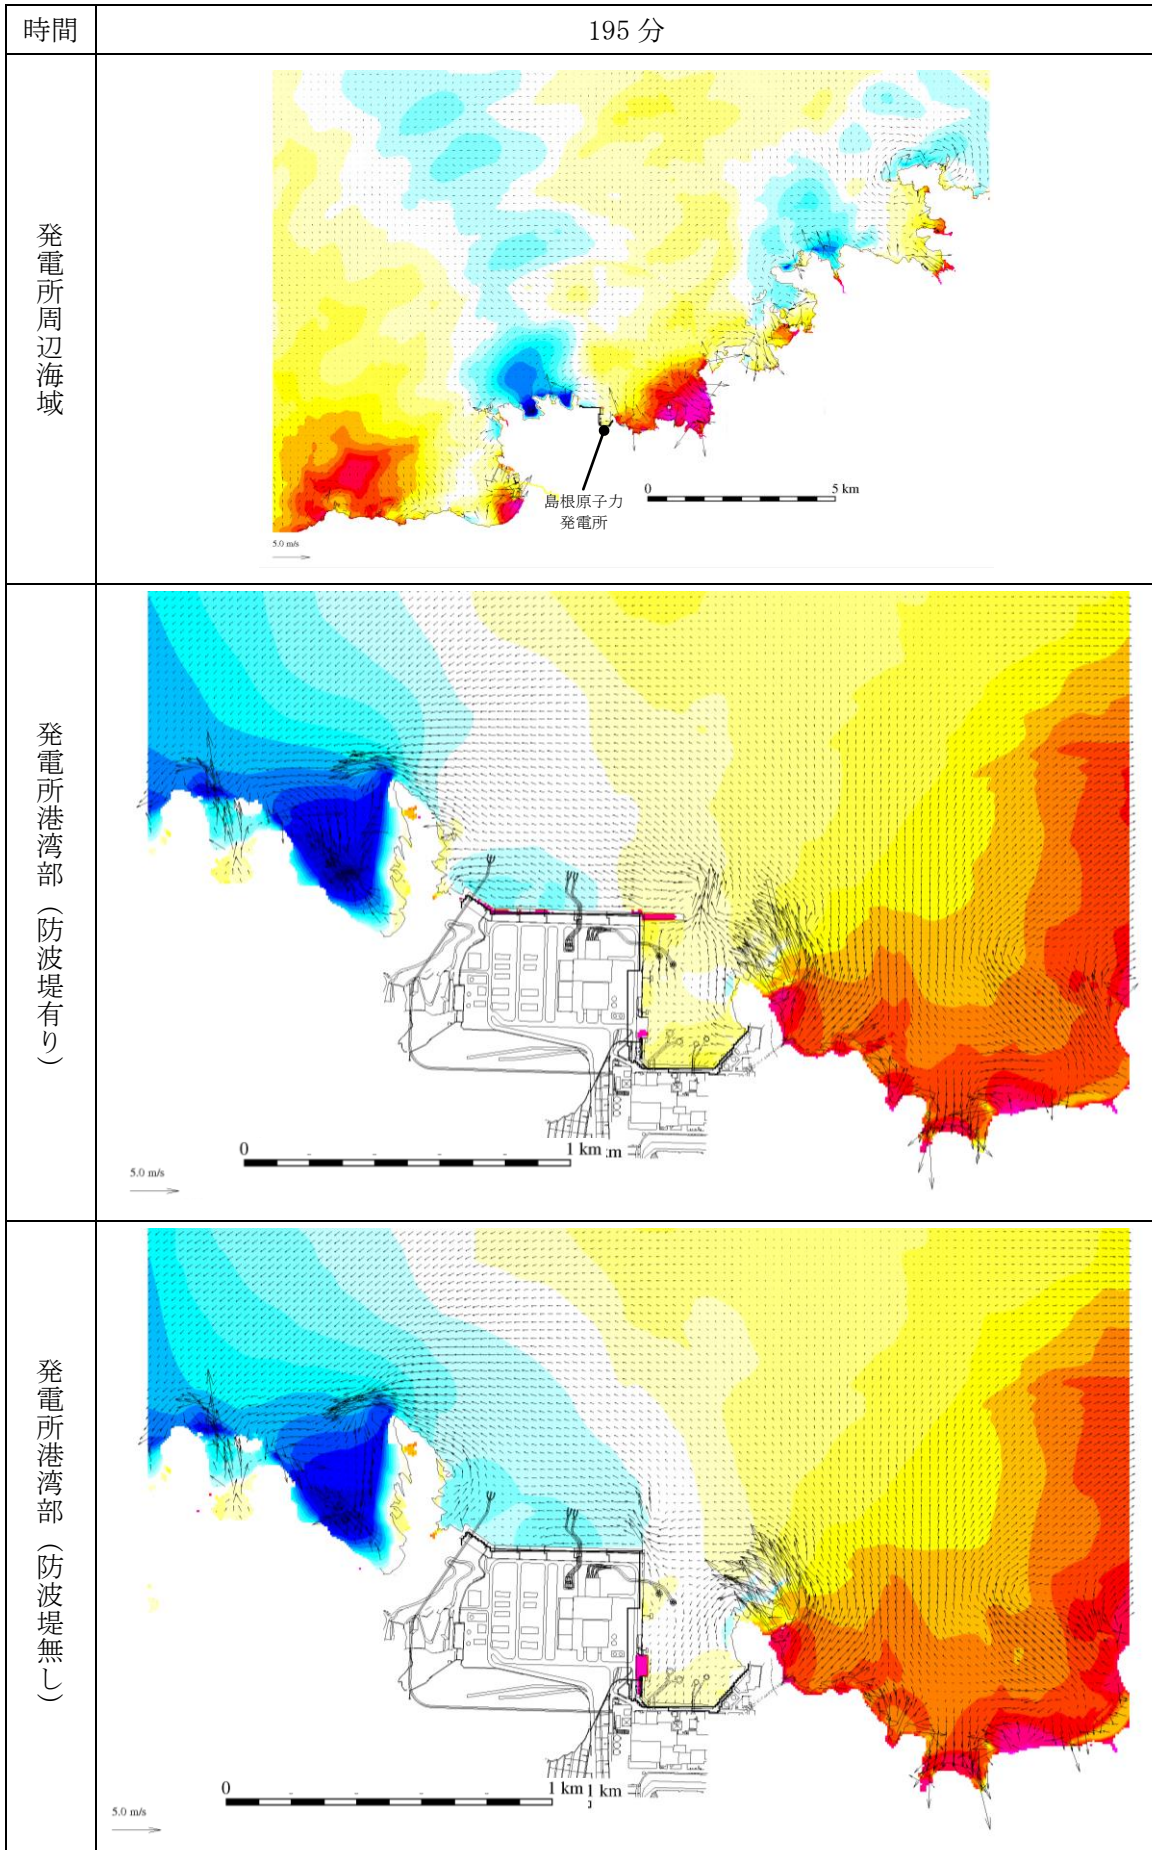 時間
195 分
発電所周辺海域
島根原子力
発電所
0
5 km
5.0 m/s
発電所港湾部（防波堤有り）
0
1 km
:m
5.0 m/s
発電所港湾部（防波堤無し）
0
1 km
1 km
5.0 m/s